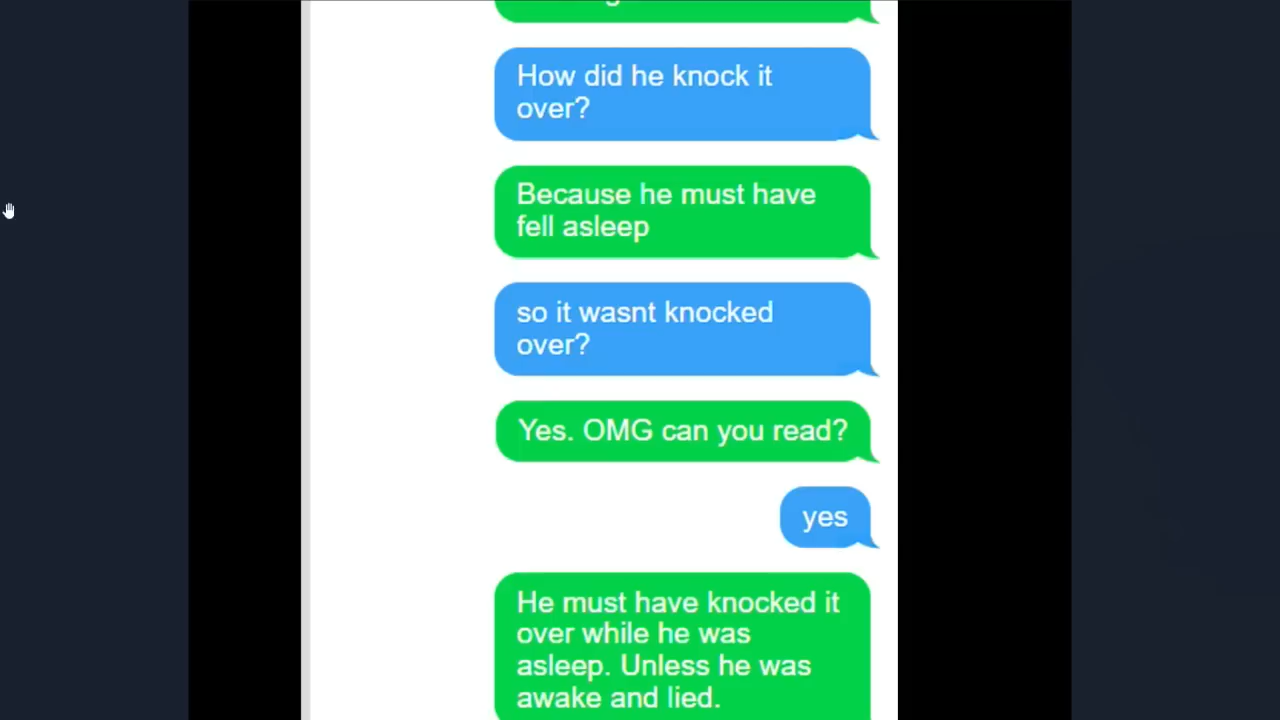 How did he knock it
over?
Because he must have
fell asleep
so it wasnt knocked
over?
Yes. OMG can you read?
yes
He must have knocked it
over while he was
asleep. Unless he was
awake and lied.